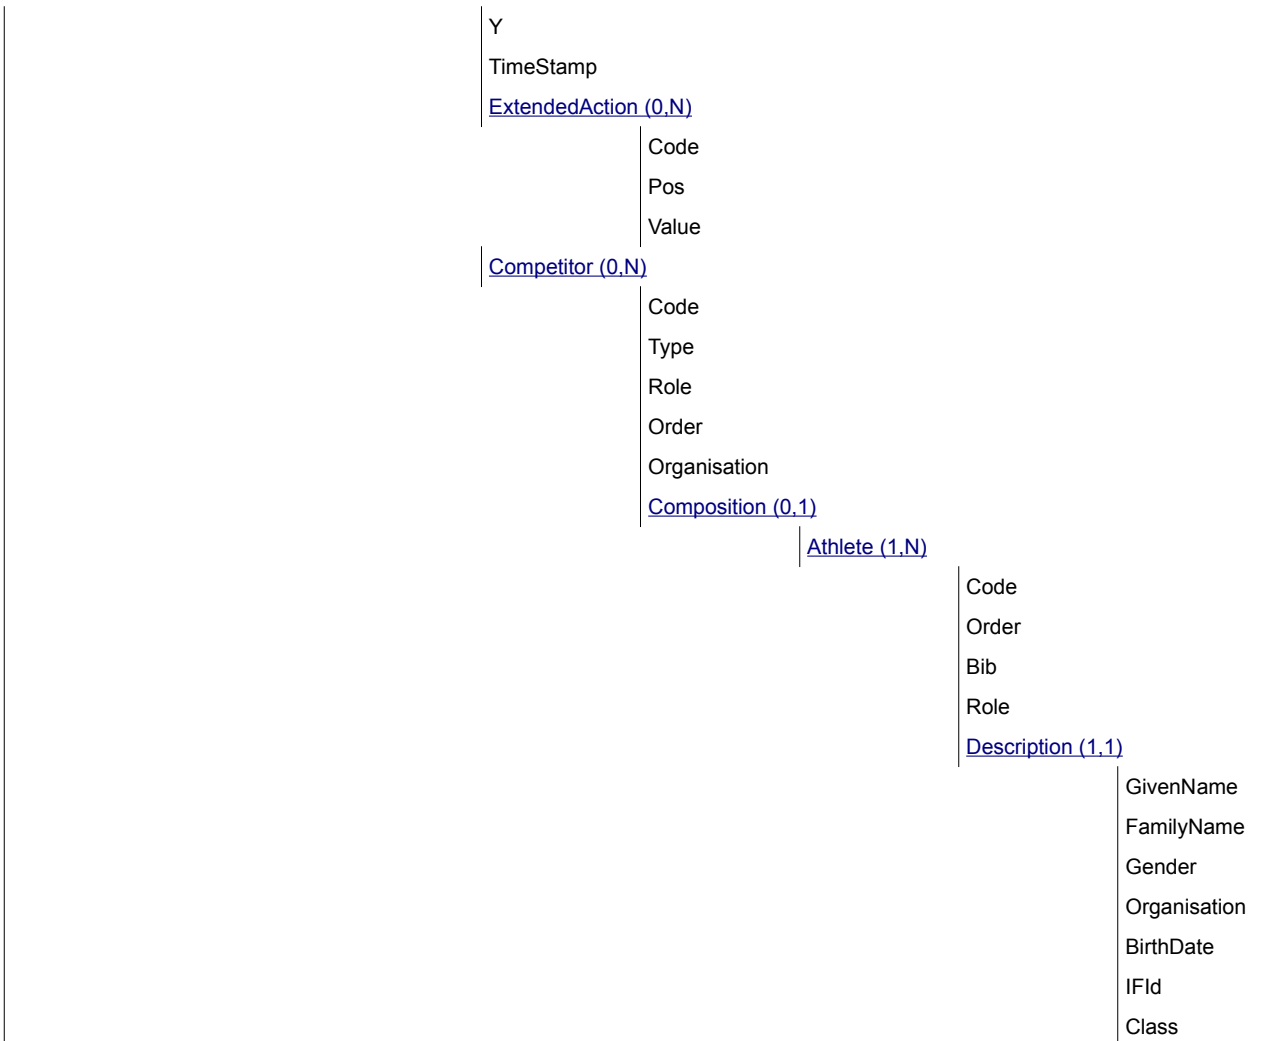 Y
TimeStamp
ExtendedAction (0,N)
Code
Pos
Value
Competitor (0,N)
Code
Type
Role
Order
Organisation
Composition (0,1)
Athlete (1,N)
Code
Order
Bib
Role
Description (1,1)
GivenName
FamilyName
Gender
Organisation
BirthDate
IFId
Class